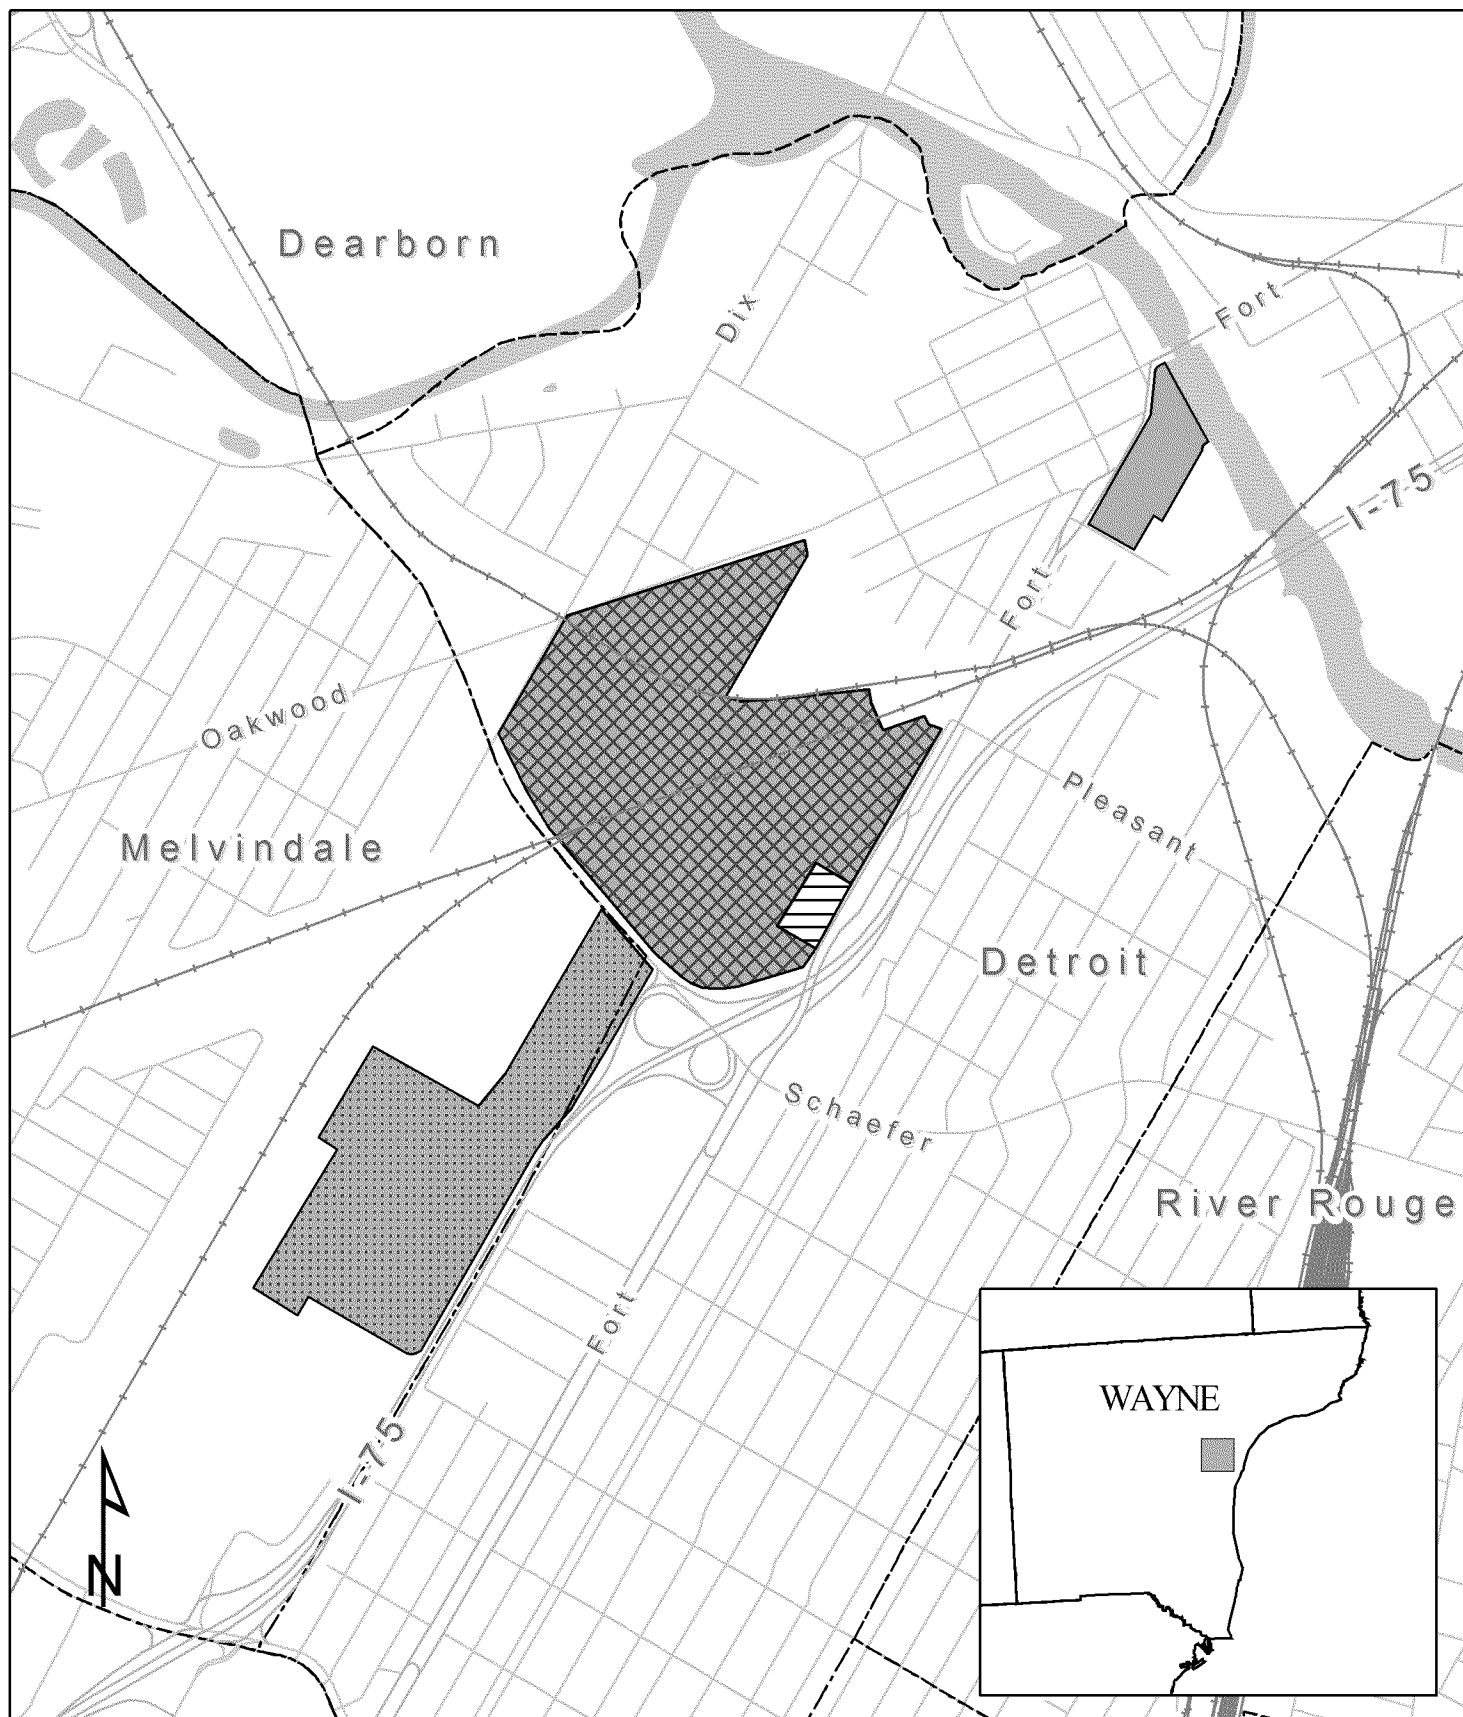 Dearborn
Dix
Fort
I-75
Fort
Oakwood
Pleasant
Melvindale
Detroit
Schaefer
River Rouge
Fort
WAYNE
I-75
N